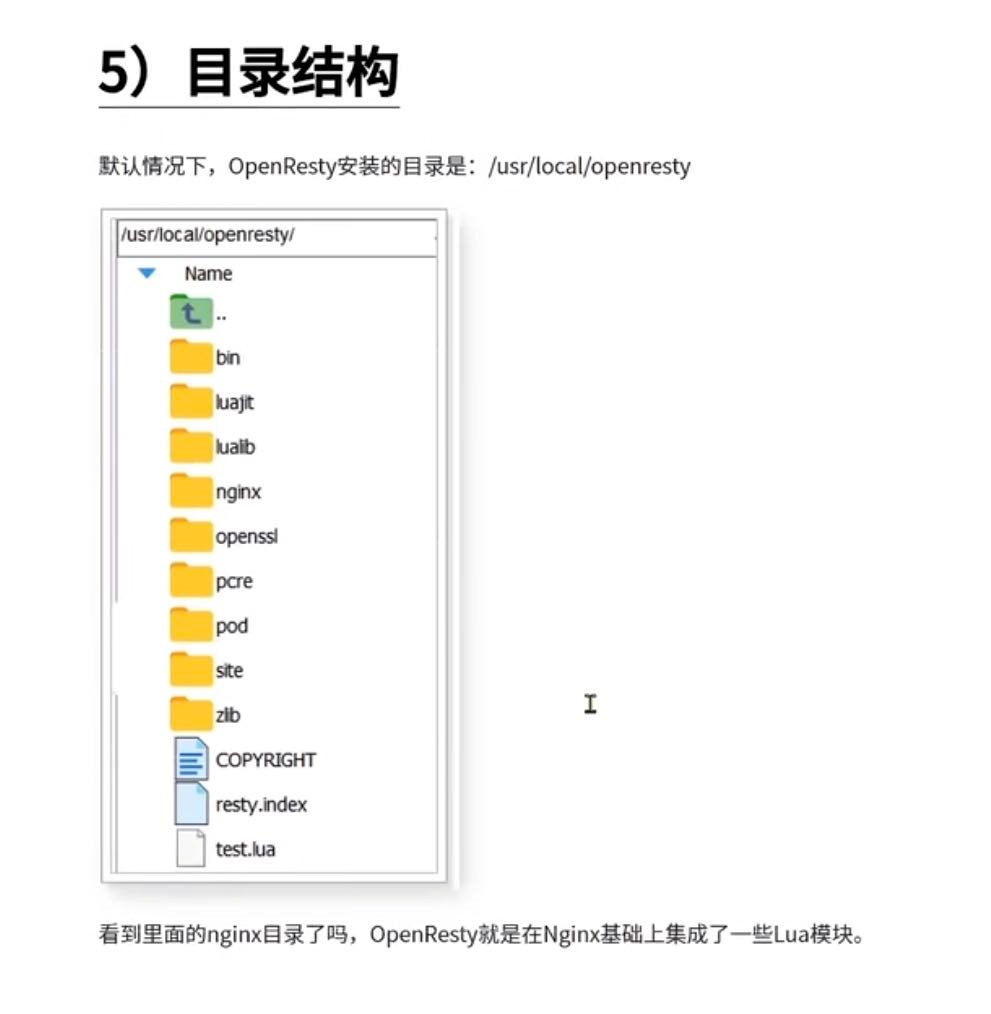 5）目录结构
默认情况下，OpenResty安装的目录是：/usr/local/openresty
/usr/local/openresty/
Name
..
bin
luajit
lualib
nginx
openssl
pcre
pod
site
zlib
COPYRIGHT
resty.index
test.lua
看到里面的nginx目录了吗，OpenResty就是在Nginx基础上集成了一些Lua模块。